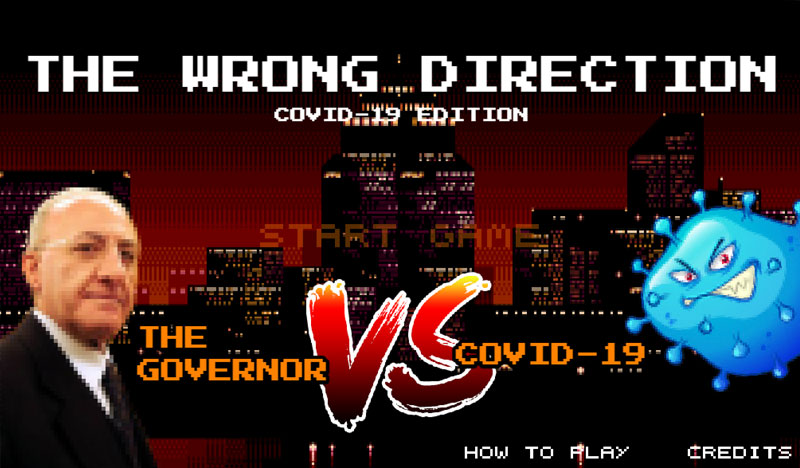 THE WRONG DIRECTION
COVID-19 EDITION
START GAME
VS
THE
GOVERNOR
COVID-19
HOW TO PLAY
CREDITS